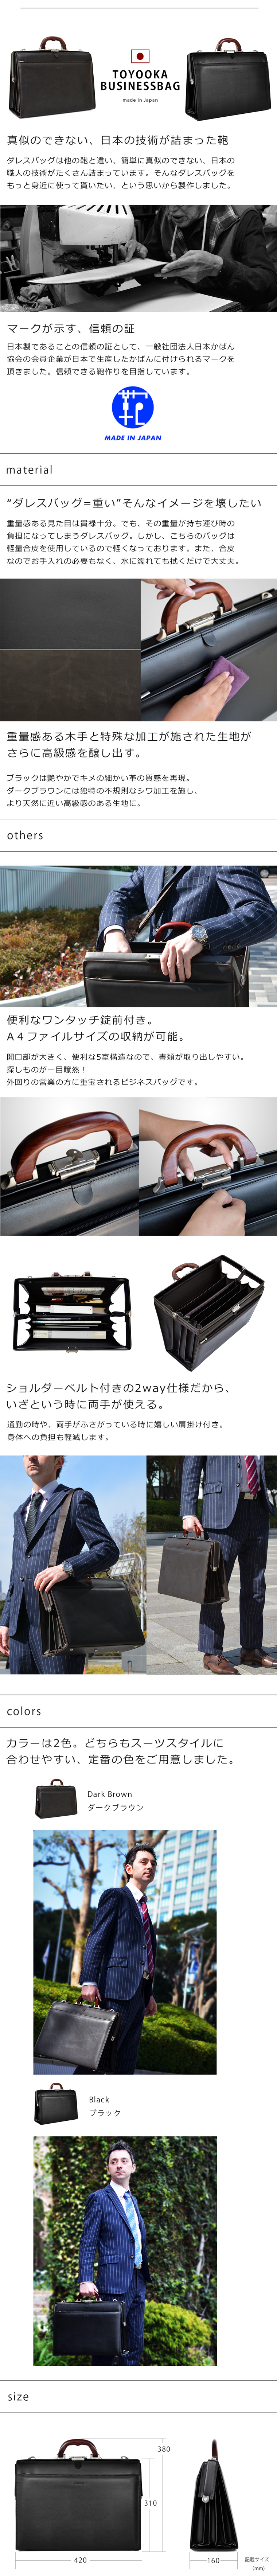 TOYOOKA
BUSINESSBAG
made in Japan
真似のできない、日本の技術が詰まった鞄
ダレスバッグは他の鞄と違い、簡単に真似のできない、日本の
職人の技術がたくさん詰まっています。そんなダレスバッグを
もっと身近に使って貰いたい、という思いから製作しました。
マークが示す、信頼の証
日本製であることの信頼の証として、一般社団法人日本かばん
協会の会員企業が日本で生産したかばんに付けられるマークを
頂きました。信頼できる鞄作りを目指しています。
MADE IN JAPAN
material
“ダレスバッグ=重い”そんなイメージを壊したい
重量感ある見た目は貫禄十分。でも、その重量が持ち運び時の
負担になってしまうダレスバッグ。しかし、こちらのバッグは
軽量合皮を使用しているので軽くなっております。また、合皮
なのでお手入れの必要もなく、水に濡れても拭くだけで大丈夫。
重量感ある木手と特殊な加工が施された生地が
さらに高級感を醸し出す。
ブラックは艶やかでキメの細かい革の質感を再現。
ダークブラウンには独特の不規則なシワ加工を施し、
より天然に近い高級感のある生地に。
others
便利なワンタッチ錠前付き。
A４ファイルサイズの収納が可能。
開口部が大きく、便利な5室構造なので、書類が取り出しやすい。
探しものが一目瞭然！
外回りの営業の方に重宝されるビジネスバッグです。
ショルダーベルト付きの2way仕様だから、
いざという時に両手が使える。
通勤の時や、両手がふさがっている時に嬉しい肩掛け付き。
身体への負担も軽減します。
colors
カラーは2色。どちらもスーツスタイルに
合わせやすい、定番の色をご用意しました。
Dark Brown
ダークブラウン
Black
ブラック
size
380
310
420
160
記載サイズ
(mm)